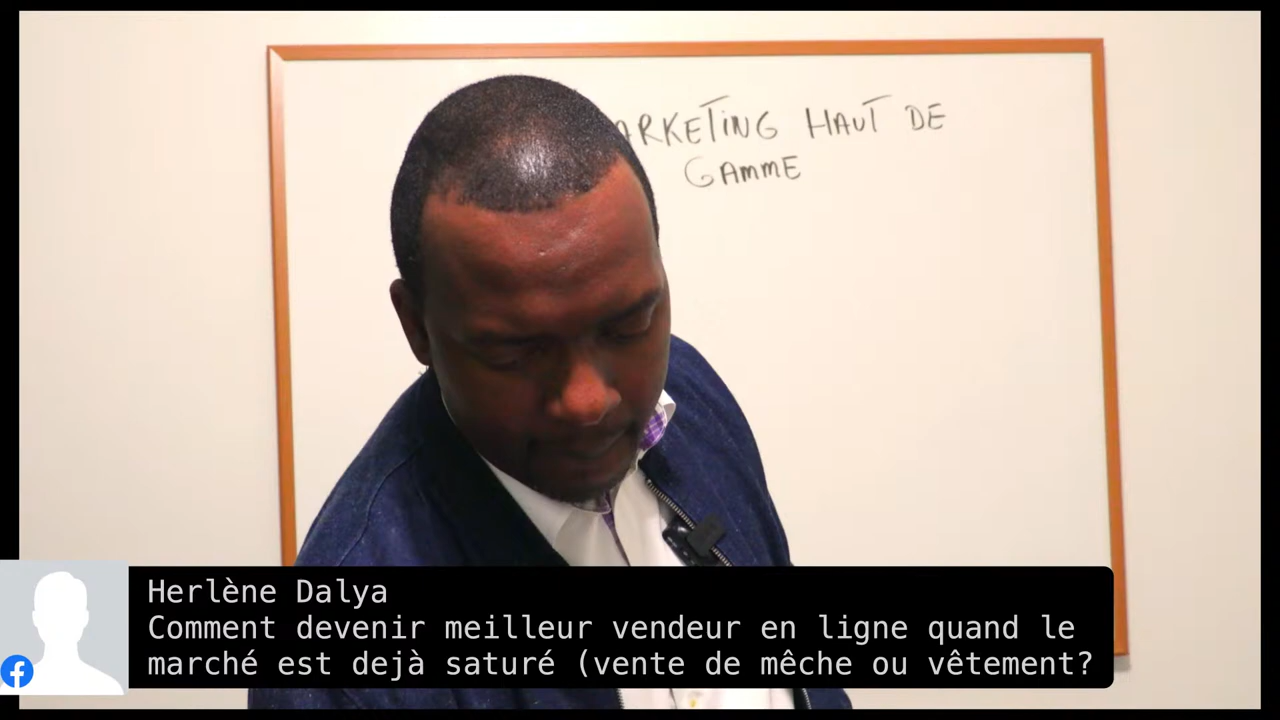 ARKETING HAUT DE
GAMME
Herlène Dalya
Comment devenir meilleur vendeur en ligne quand le
marché est dejà saturé (vente de mêche ou vêtement?